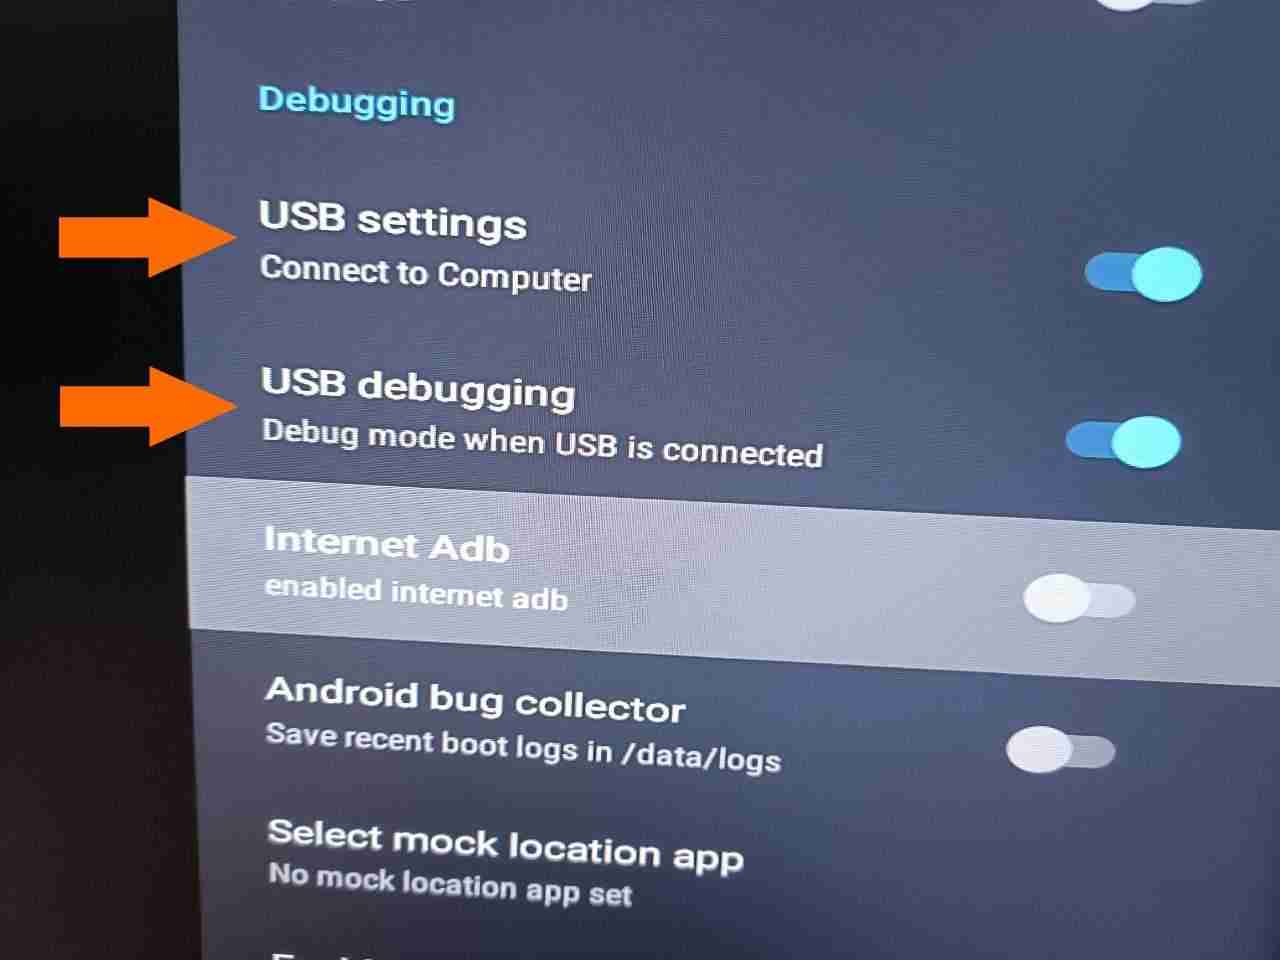 Debugging
USB settings
Connect to Computer
USB debugging
Debug mode when USB is connected
Internet Adb
enabled internet adb
Android bug collector
Save recent boot logs in /data/logs
Select mock location app
No mock location app set